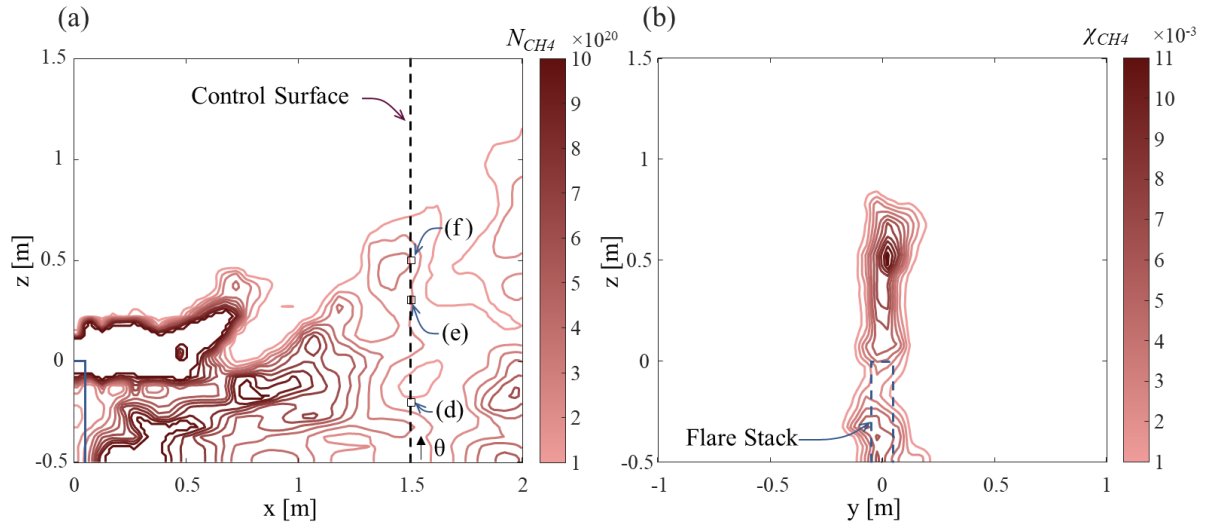 (a)
N_CH4 ×10²⁰
1.5
1
0.5
0
-0.5
0
0.5
1
1.5
2
z [m]
x [m]
Control Surface
(f)
(e)
(d)
θ
10
9
8
7
6
5
4
3
2
1
(b)
χ_CH4 ×10⁻³
1.5
1
0.5
0
-0.5
-1
-0.5
0
0.5
1
z [m]
y [m]
Flare Stack
11
10
9
8
7
6
5
4
3
2
1